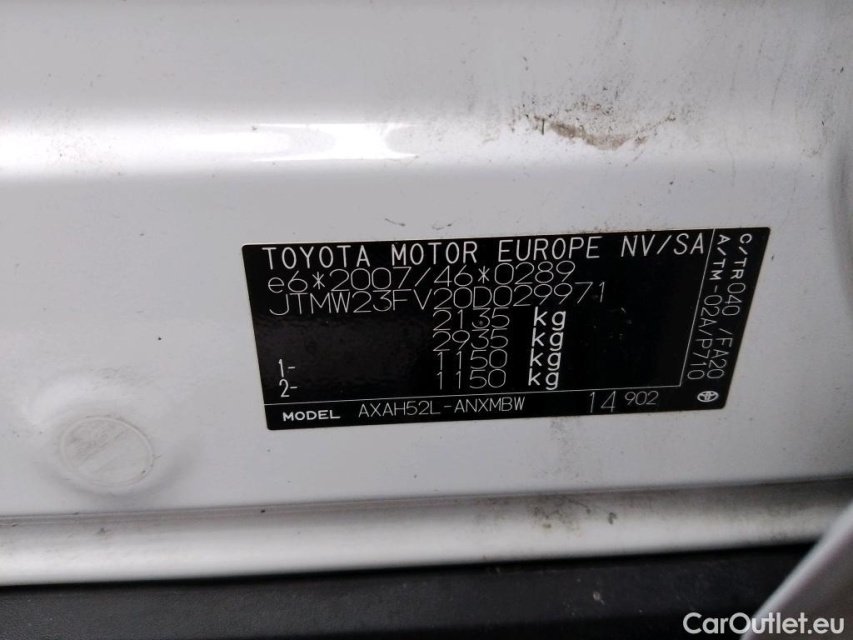 TOYOTA MOTOR EUROPE NV/SA
e6*2007/46*0289
JTMW23FV20D029971
2135 kg
2935 kg
1- 1150 kg
2- 1150 kg
MODEL AXAH52L-ANXMBW 14 902
C/TR040 /FA20
A/TM-02A/P710
CarOutlet.eu